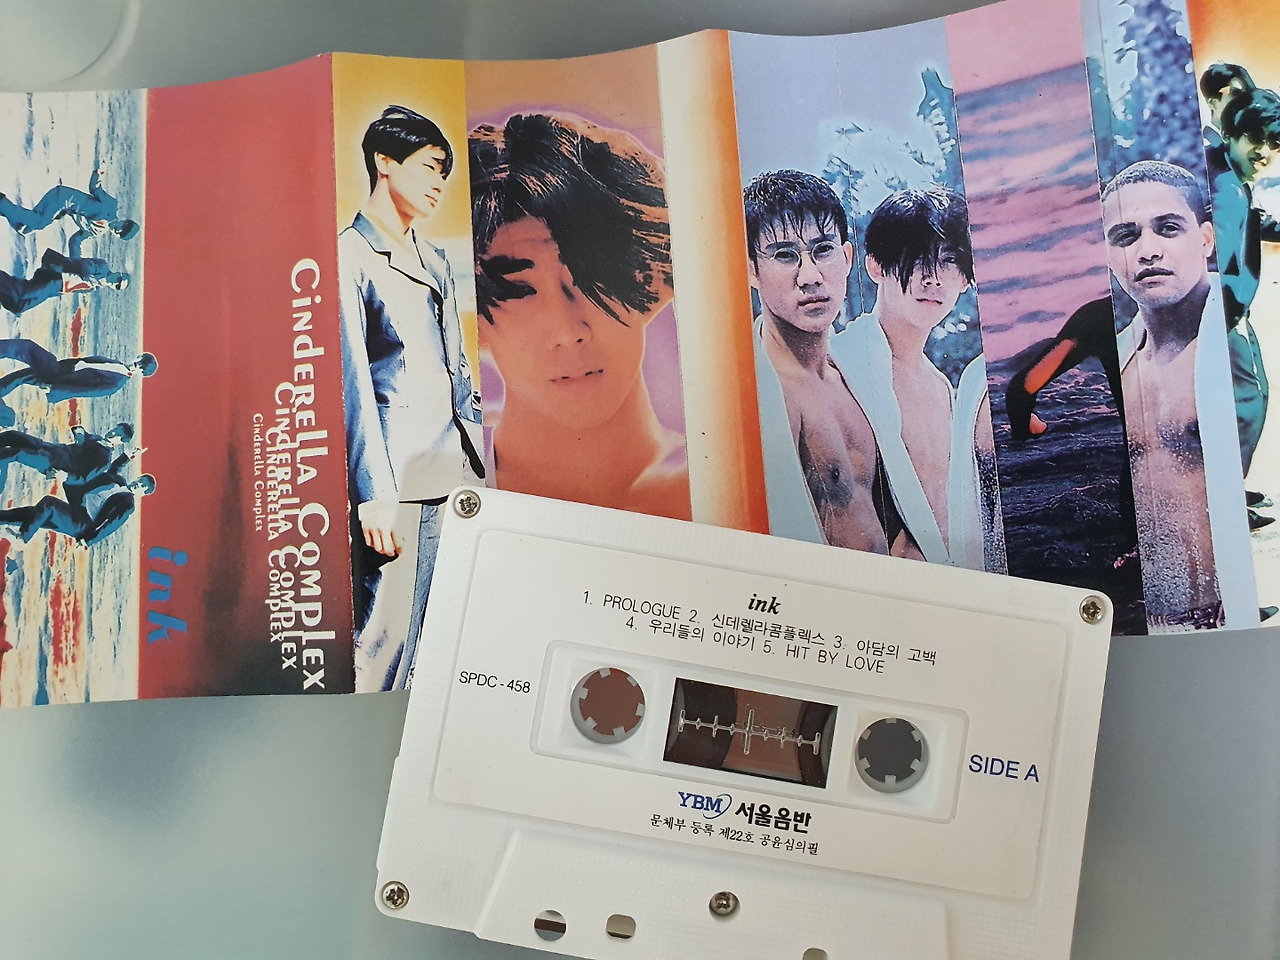 Cinderella Complex
Cinderella Complex
Cinderella Complex
Cinderella Complex
ink
ink
1. PROLOGUE 2. 신데렐라콤플렉스 3. 아담의 고백
4. 우리들의 이야기 5. HIT BY LOVE
SPDC-458
SIDE A
YBM 서울음반
문체부 등록 제22호 공윤심의필